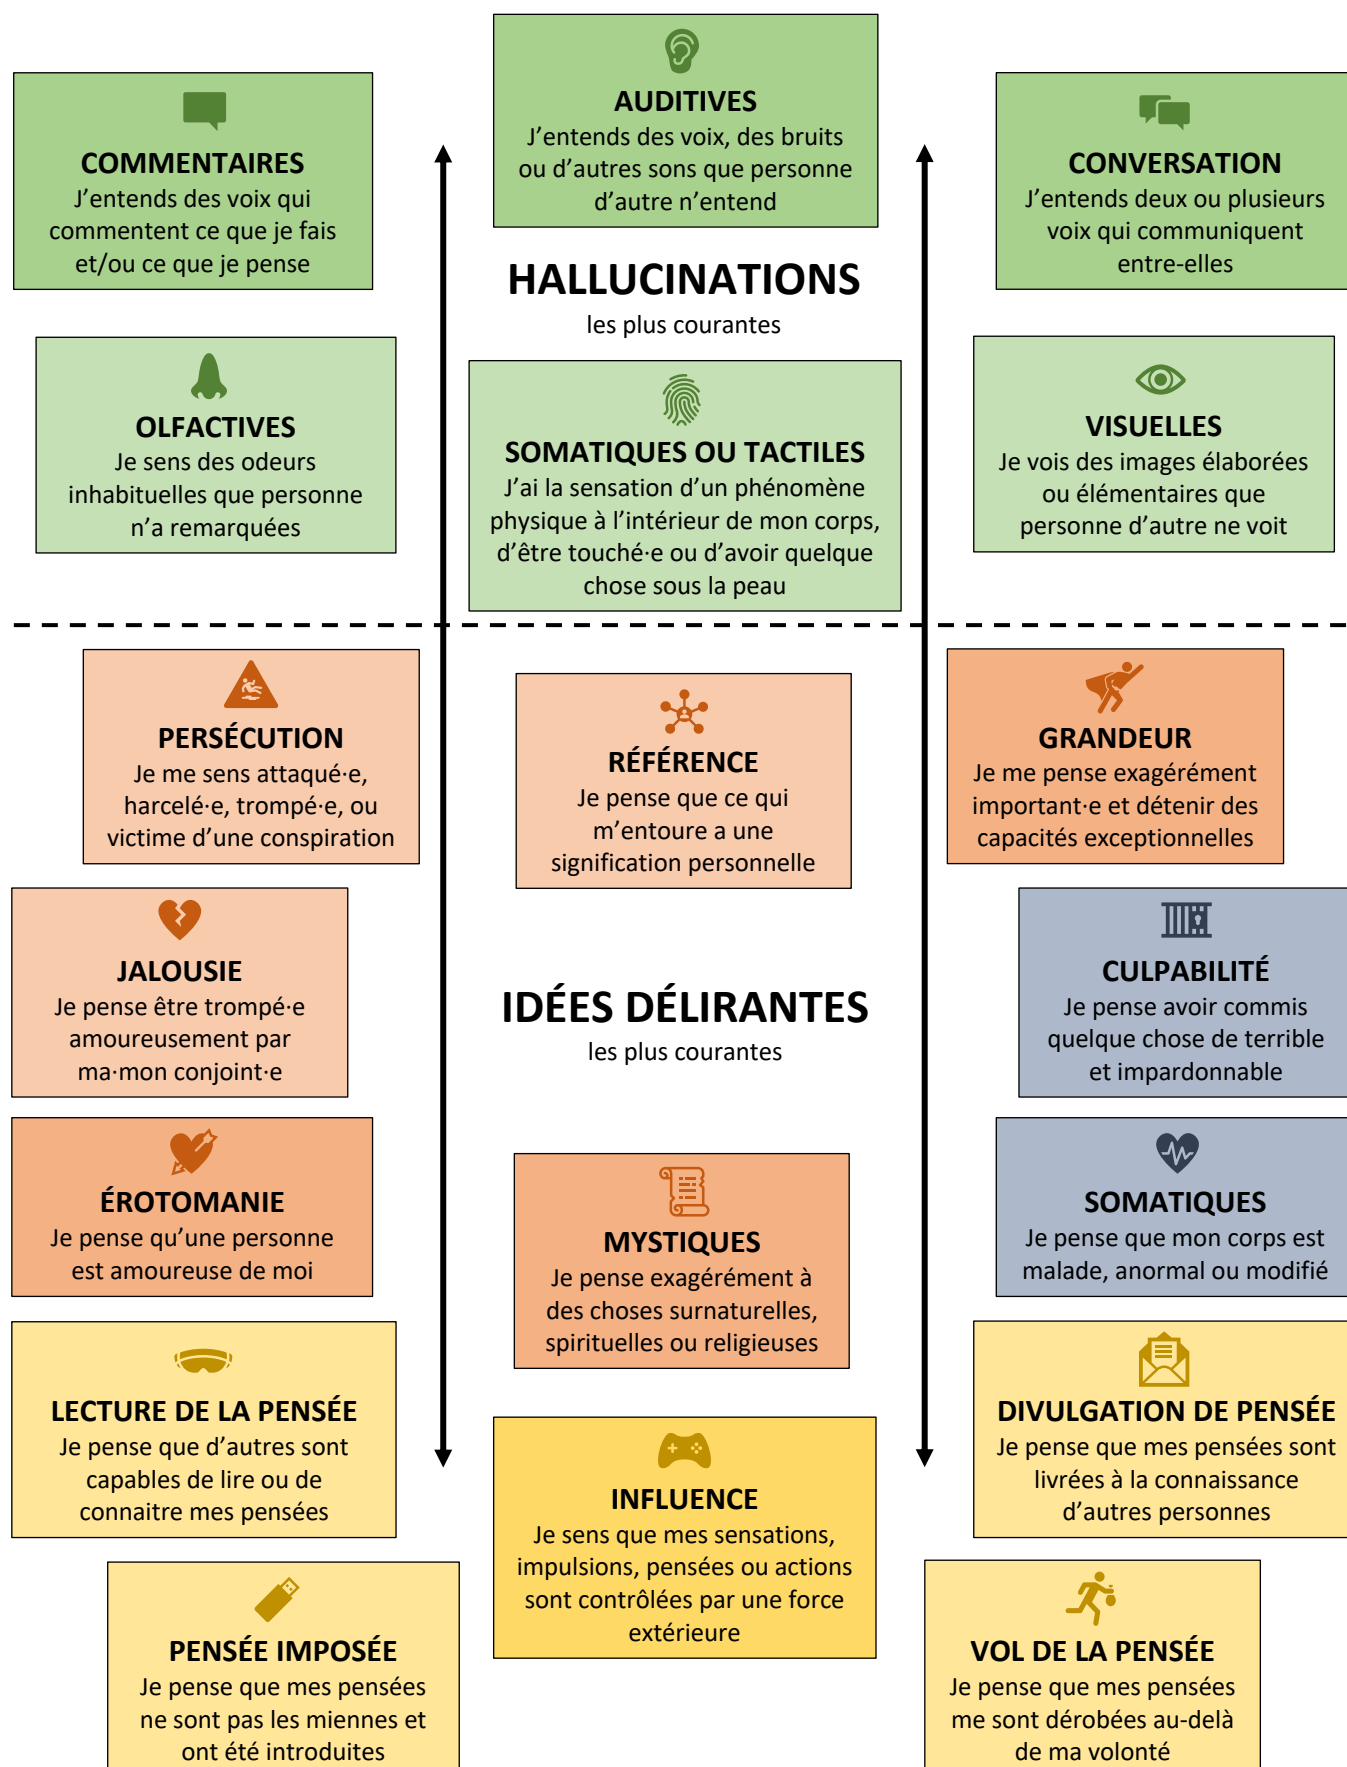 AUDITIVES
J'entends des voix, des bruits
ou d'autres sons que personne
d'autre n'entend
COMMENTAIRES
J'entends des voix qui
commentent ce que je fais
et/ou ce que je pense
CONVERSATION
J'entends deux ou plusieurs
voix qui communiquent
entre-elles
HALLUCINATIONS
les plus courantes
OLFACTIVES
Je sens des odeurs
inhabituelles que personne
n'a remarquées
SOMATIQUES OU TACTILES
J'ai la sensation d'un phénomène
physique à l'intérieur de mon corps,
d'être touché·e ou d'avoir quelque
chose sous la peau
VISUELLES
Je vois des images élaborées
ou élémentaires que
personne d'autre ne voit
PERSÉCUTION
Je me sens attaqué·e,
harcelé·e, trompé·e, ou
victime d'une conspiration
RÉFÉRENCE
Je pense que ce qui
m'entoure a une
signification personnelle
GRANDEUR
Je me pense exagérément
important·e et détenir des
capacités exceptionnelles
JALOUSIE
Je pense être trompé·e
amoureusement par
ma·mon conjoint·e
IDÉES DÉLIRANTES
les plus courantes
CULPABILITÉ
Je pense avoir commis
quelque chose de terrible
et impardonnable
ÉROTOMANIE
Je pense qu'une personne
est amoureuse de moi
MYSTIQUES
Je pense exagérément à
des choses surnaturelles,
spirituelles ou religieuses
SOMATIQUES
Je pense que mon corps est
malade, anormal ou modifié
LECTURE DE LA PENSÉE
Je pense que d'autres sont
capables de lire ou de
connaitre mes pensées
INFLUENCE
Je sens que mes sensations,
impulsions, pensées ou actions
sont contrôlées par une force
extérieure
DIVULGATION DE PENSÉE
Je pense que mes pensées sont
livrées à la connaissance
d'autres personnes
PENSÉE IMPOSÉE
Je pense que mes pensées
ne sont pas les miennes et
ont été introduites
VOL DE LA PENSÉE
Je pense que mes pensées
me sont dérobées au-delà
de ma volonté